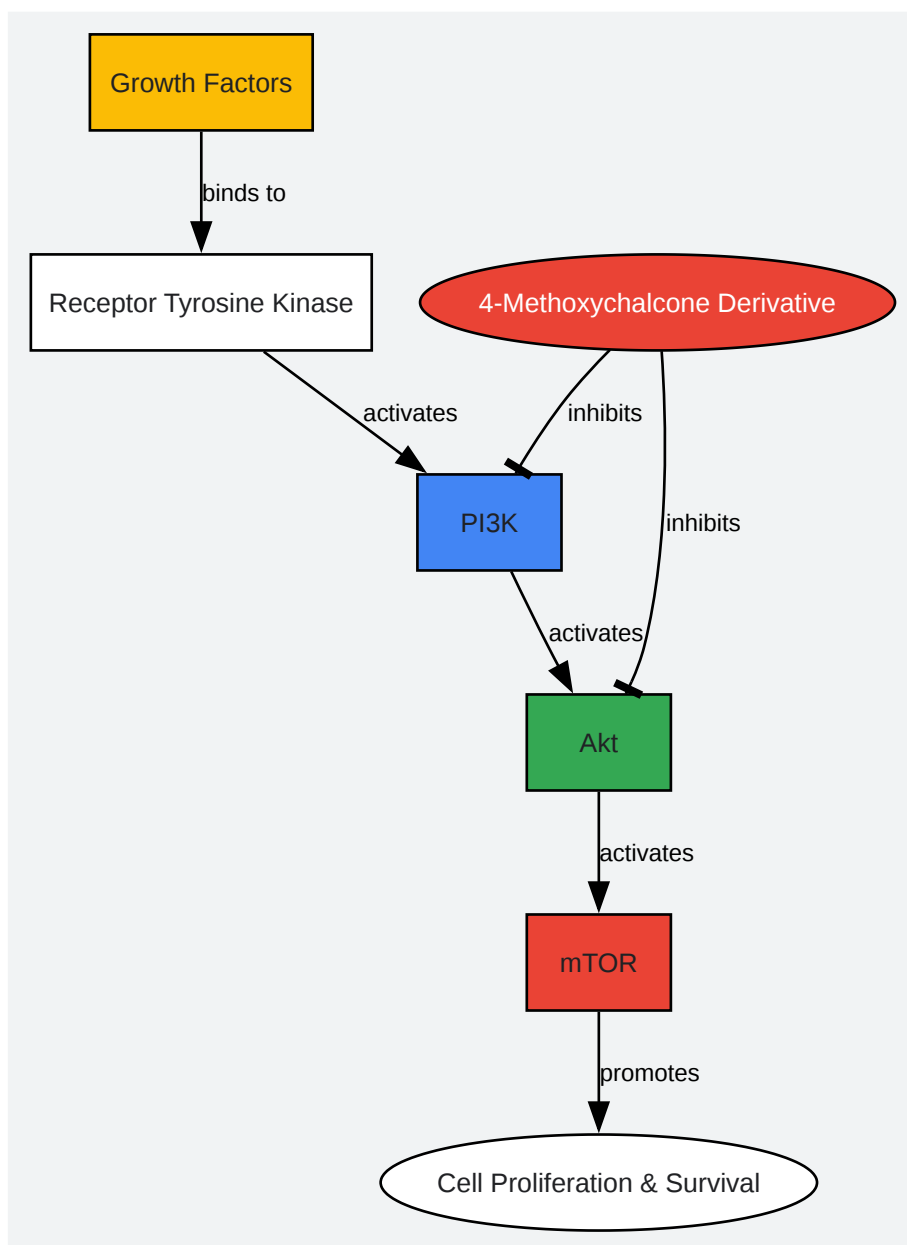 Growth Factors
binds to
Receptor Tyrosine Kinase
4-Methoxychalcone Derivative
activates
inhibits
PI3K
inhibits
activates
Akt
activates
mTOR
promotes
Cell Proliferation & Survival